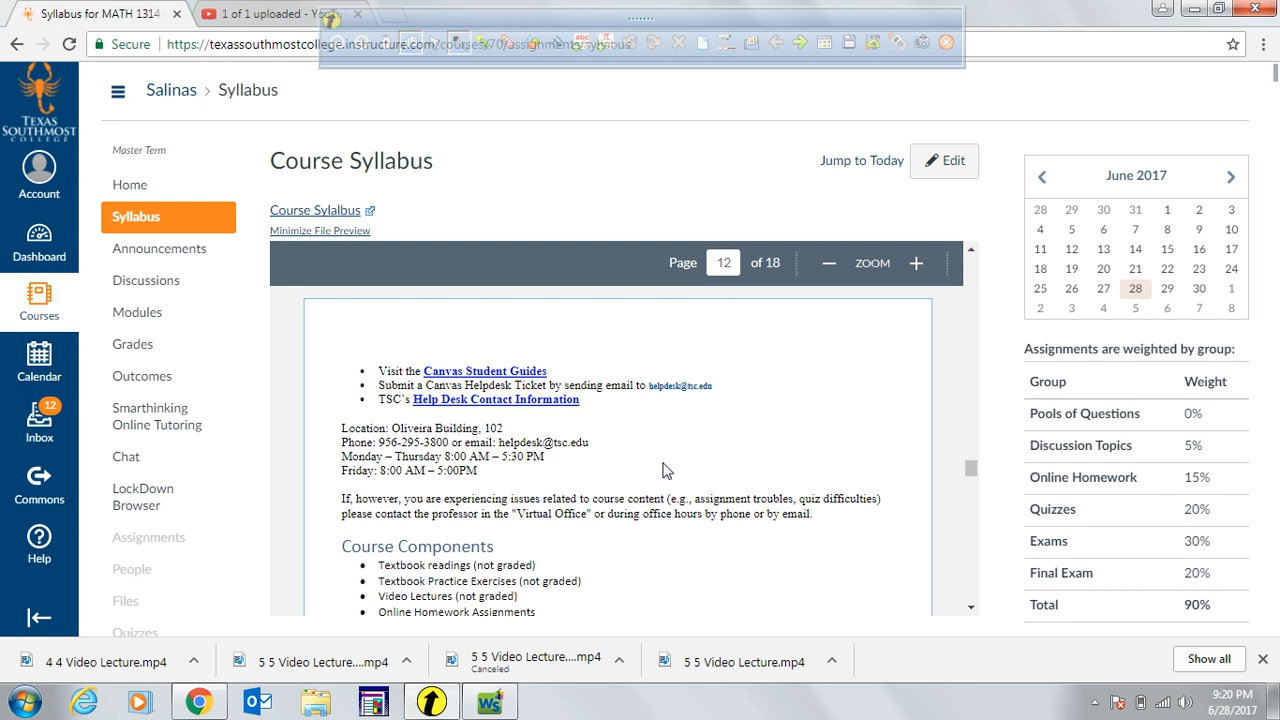 Syllabus for MATH 1314
1 of 1 uploaded - You
Secure
https://texassouthmostcollege.instructure.com/courses/70/assignments/syllabus
TEXAS
SOUTHMOST
COLLEGE
Account
Dashboard
Courses
Calendar
12
Inbox
Commons
Help
Salinas > Syllabus
Master Term
Home
Syllabus
Announcements
Discussions
Modules
Grades
Outcomes
Smarthinking
Online Tutoring
Chat
LockDown
Browser
Assignments
People
Files
Quizzes
Course Syllabus
Jump to Today
Edit
Course Sylalbus
Minimize File Preview
Page 12 of 18
ZOOM
• Visit the Canvas Student Guides
• Submit a Canvas Helpdesk Ticket by sending email to helpdesk@tsc.edu
• TSC's Help Desk Contact Information
Location: Oliveira Building, 102
Phone: 956-295-3800 or email: helpdesk@tsc.edu
Monday – Thursday 8:00 AM – 5:30 PM
Friday: 8:00 AM – 5:00PM
If, however, you are experiencing issues related to course content (e.g., assignment troubles, quiz difficulties)
please contact the professor in the "Virtual Office" or during office hours by phone or by email.
Course Components
• Textbook readings (not graded)
• Textbook Practice Exercises (not graded)
• Video Lectures (not graded)
• Online Homework Assignments
June 2017
28 29 30 31 1 2 3
4 5 6 7 8 9 10
11 12 13 14 15 16 17
18 19 20 21 22 23 24
25 26 27 28 29 30 1
2 3 4 5 6 7 8
Assignments are weighted by group:
Group Weight
Pools of Questions 0%
Discussion Topics 5%
Online Homework 15%
Quizzes 20%
Exams 30%
Final Exam 20%
Total 90%
4 4 Video Lecture.mp4
5 5 Video Lecture....mp4
5 5 Video Lecture....mp4
Canceled
5 5 Video Lecture.mp4
Show all
9:20 PM
6/28/2017